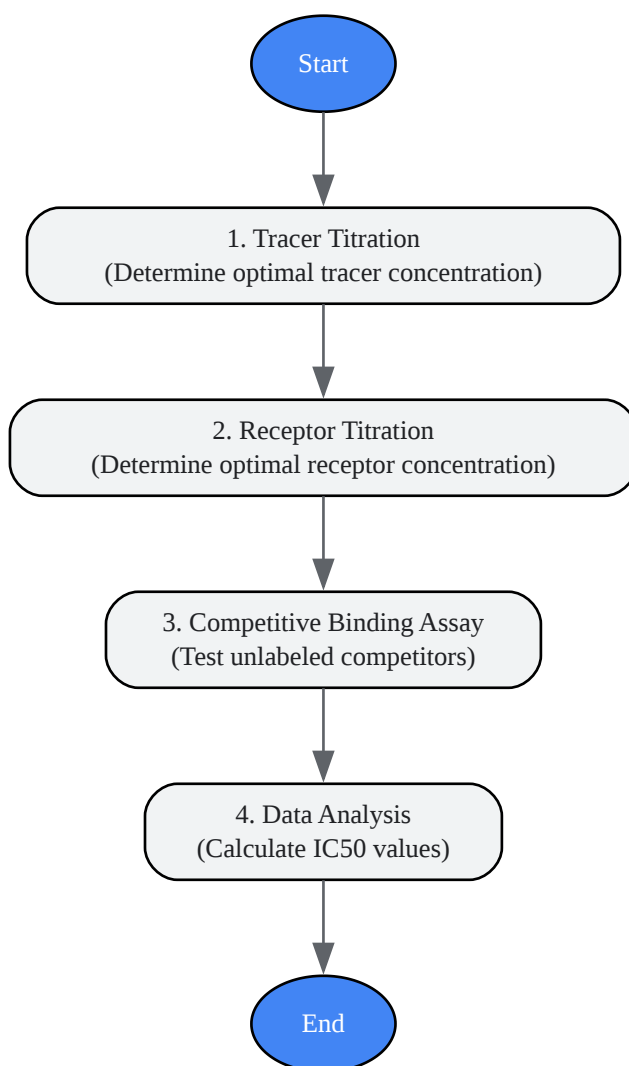 Start
1. Tracer Titration
(Determine optimal tracer concentration)
2. Receptor Titration
(Determine optimal receptor concentration)
3. Competitive Binding Assay
(Test unlabeled competitors)
4. Data Analysis
(Calculate IC50 values)
End